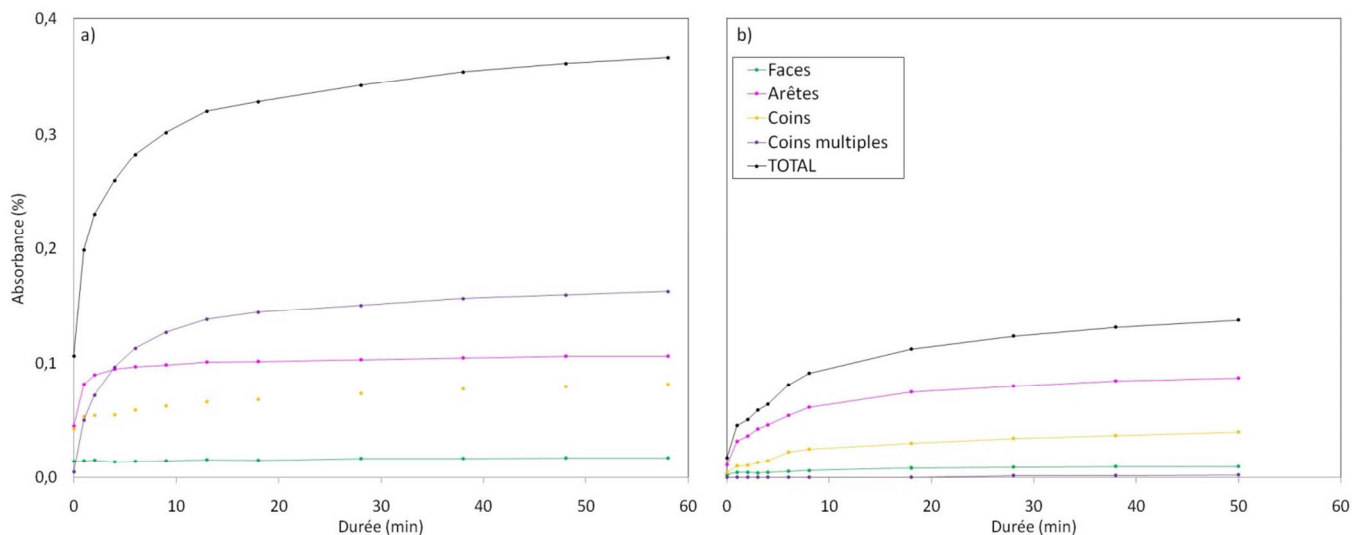 a)
0,4
0,3
0,2
0,1
0,0
Absorbance (%)
0 10 20 30 40 50 60
Durée (min)
b)
Faces
Arêtes
Coins
Coins multiples
TOTAL
0 10 20 30 40 50 60
Durée (min)